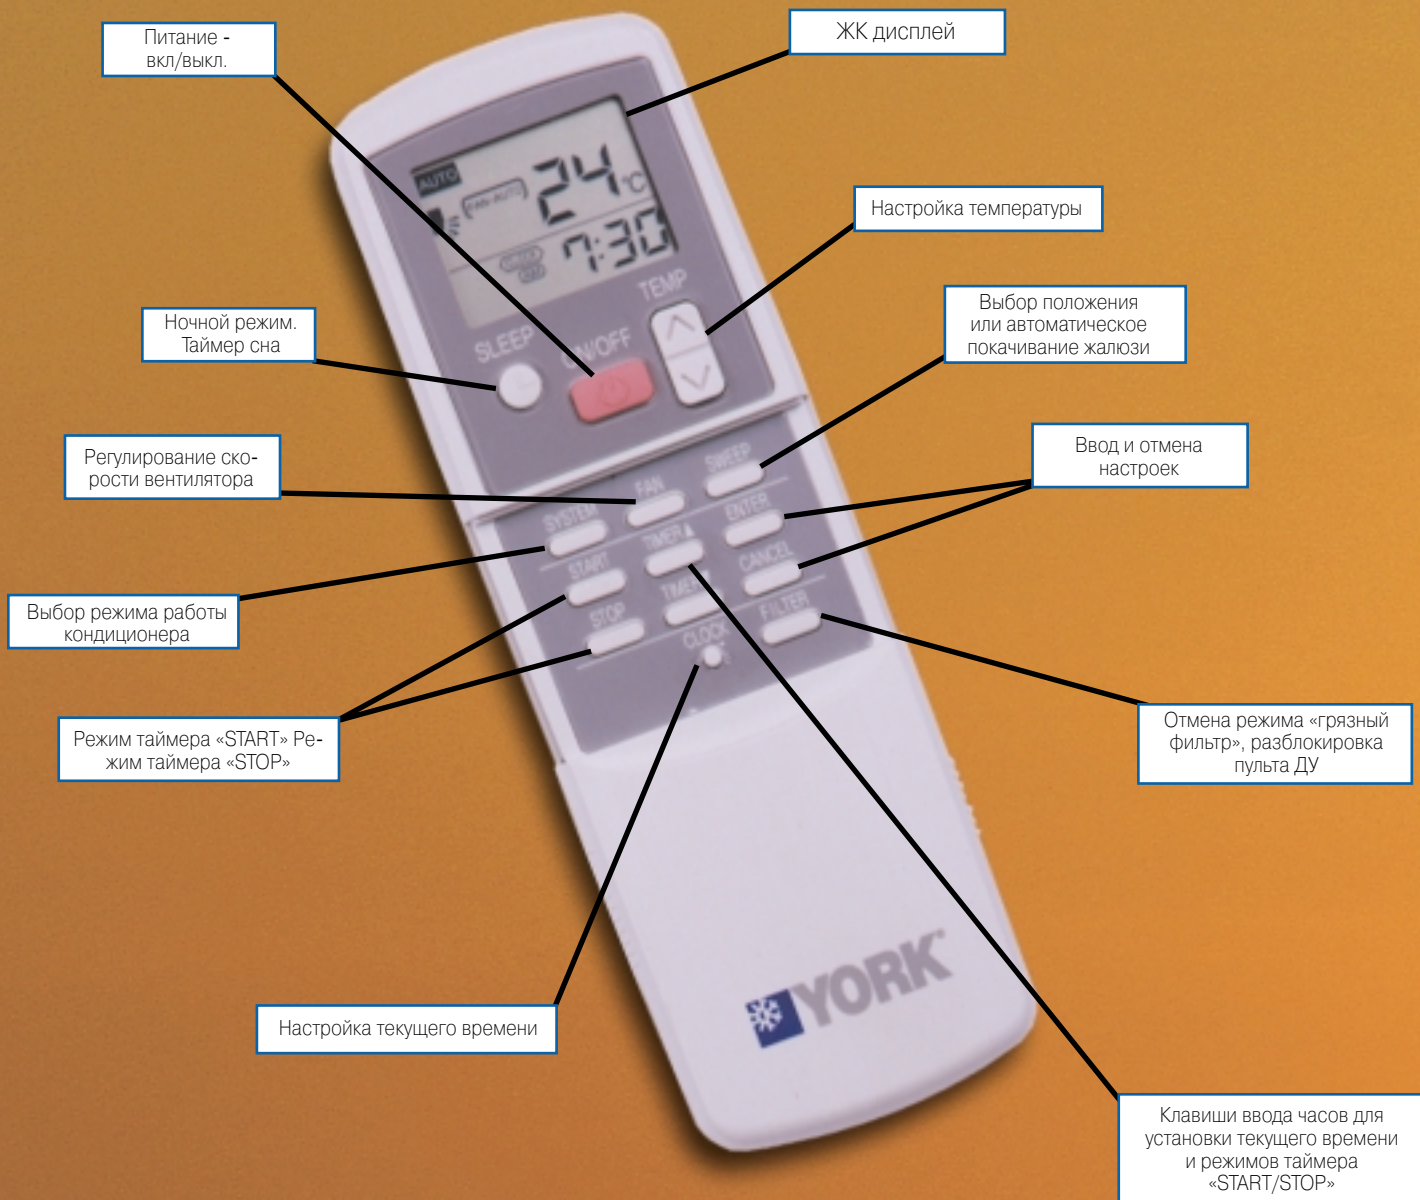 Питание -
вкл/выкл.
ЖК дисплей
AUTO
FAN AUTO
24°C
7:30
Настройка температуры
TEMP
Ночной режим.
Таймер сна
SLEEP
ON/OFF
Выбор положения
или автоматическое
покачивание жалюзи
Регулирование ско-
рости вентилятора
Ввод и отмена
настроек
SYSTEM
FAN
SWEEP
START
TIMER▲
ENTER
STOP
TIMER
CANCEL
CLOCK
FILTER
Выбор режима работы
кондиционера
Режим таймера «START» Ре-
жим таймера «STOP»
Отмена режима «грязный
фильтр», разблокировка
пульта ДУ
YORK
Настройка текущего времени
Клавиши ввода часов для
установки текущего времени
и режимов таймера
«START/STOP»